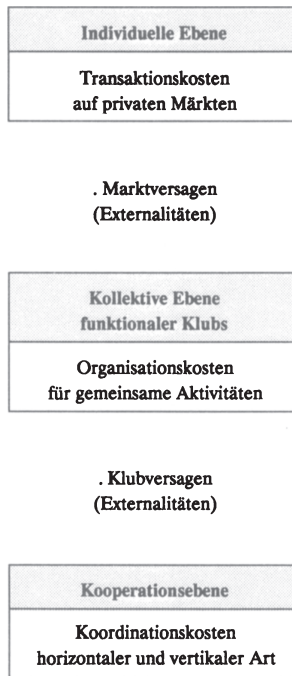 Individuelle Ebene
Transaktionskosten
auf privaten Märkten
. Marktversagen
(Externalitäten)
Kollektive Ebene
funktionaler Klubs
Organisationskosten
für gemeinsame Aktivitäten
. Klubversagen
(Externalitäten)
Kooperationsebene
Koordinationskosten
horizontaler und vertikaler Art